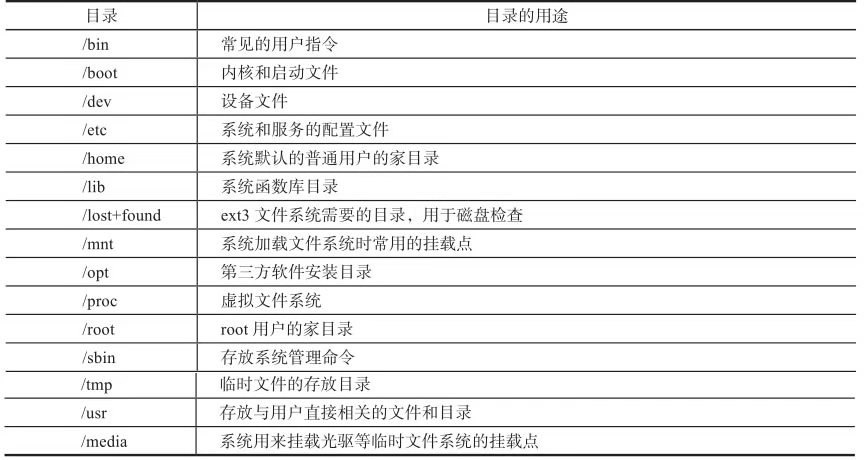 目录 目录的用途
/bin 常见的用户指令
/boot 内核和启动文件
/dev 设备文件
/etc 系统和服务的配置文件
/home 系统默认的普通用户的家目录
/lib 系统函数库目录
/lost+found ext3 文件系统需要的目录，用于磁盘检查
/mnt 系统加载文件系统时常用的挂载点
/opt 第三方软件安装目录
/proc 虚拟文件系统
/root root 用户的家目录
/sbin 存放系统管理命令
/tmp 临时文件的存放目录
/usr 存放与用户直接相关的文件和目录
/media 系统用来挂载光驱等临时文件系统的挂载点